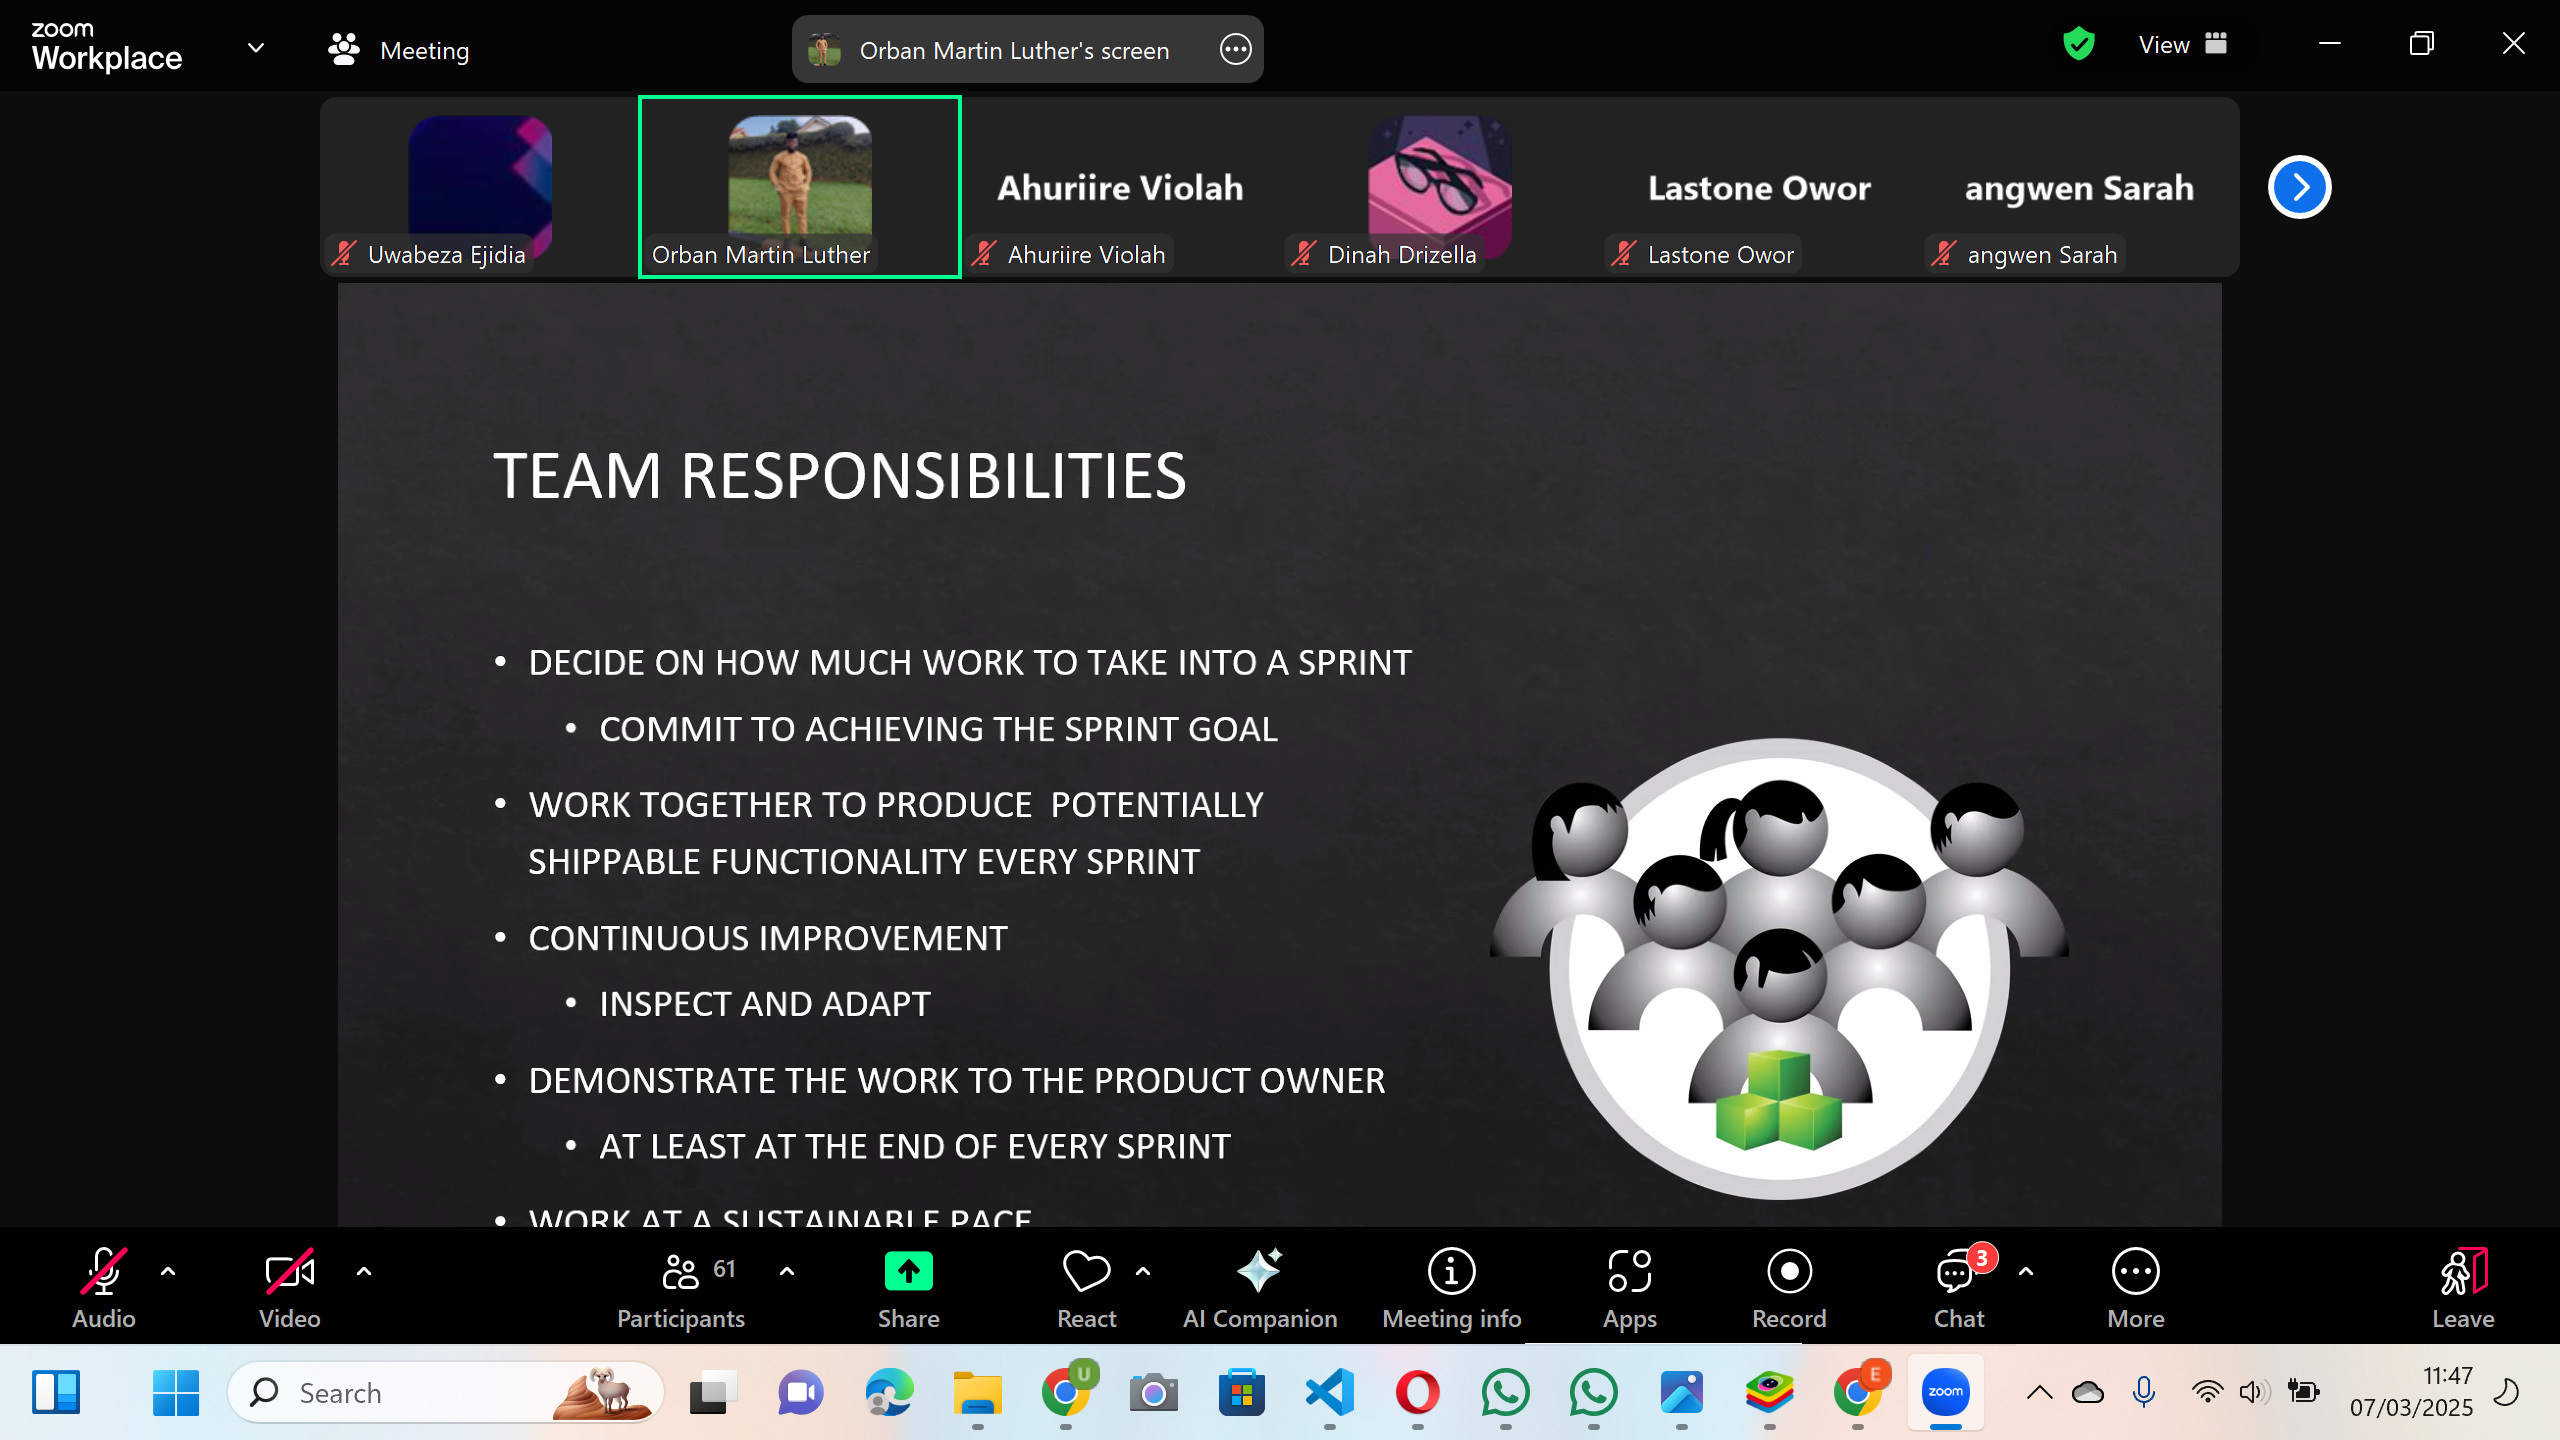 zoom
Workplace
Meeting
Orban Martin Luther's screen
View
Ahuriire Violah
Lastone Owor
angwen Sarah
Uwabeza Ejidia
Orban Martin Luther
Ahuriire Violah
Dinah Drizella
Lastone Owor
angwen Sarah
TEAM RESPONSIBILITIES
• DECIDE ON HOW MUCH WORK TO TAKE INTO A SPRINT
• COMMIT TO ACHIEVING THE SPRINT GOAL
• WORK TOGETHER TO PRODUCE POTENTIALLY
SHIPPABLE FUNCTIONALITY EVERY SPRINT
• CONTINUOUS IMPROVEMENT
• INSPECT AND ADAPT
• DEMONSTRATE THE WORK TO THE PRODUCT OWNER
• AT LEAST AT THE END OF EVERY SPRINT
• WORK AT A SUSTAINABLE PACE
61
3
Audio
Video
Participants
Share
React
AI Companion
Meeting info
Apps
Record
Chat
More
Leave
Search
U
E
zoom
11:47
07/03/2025